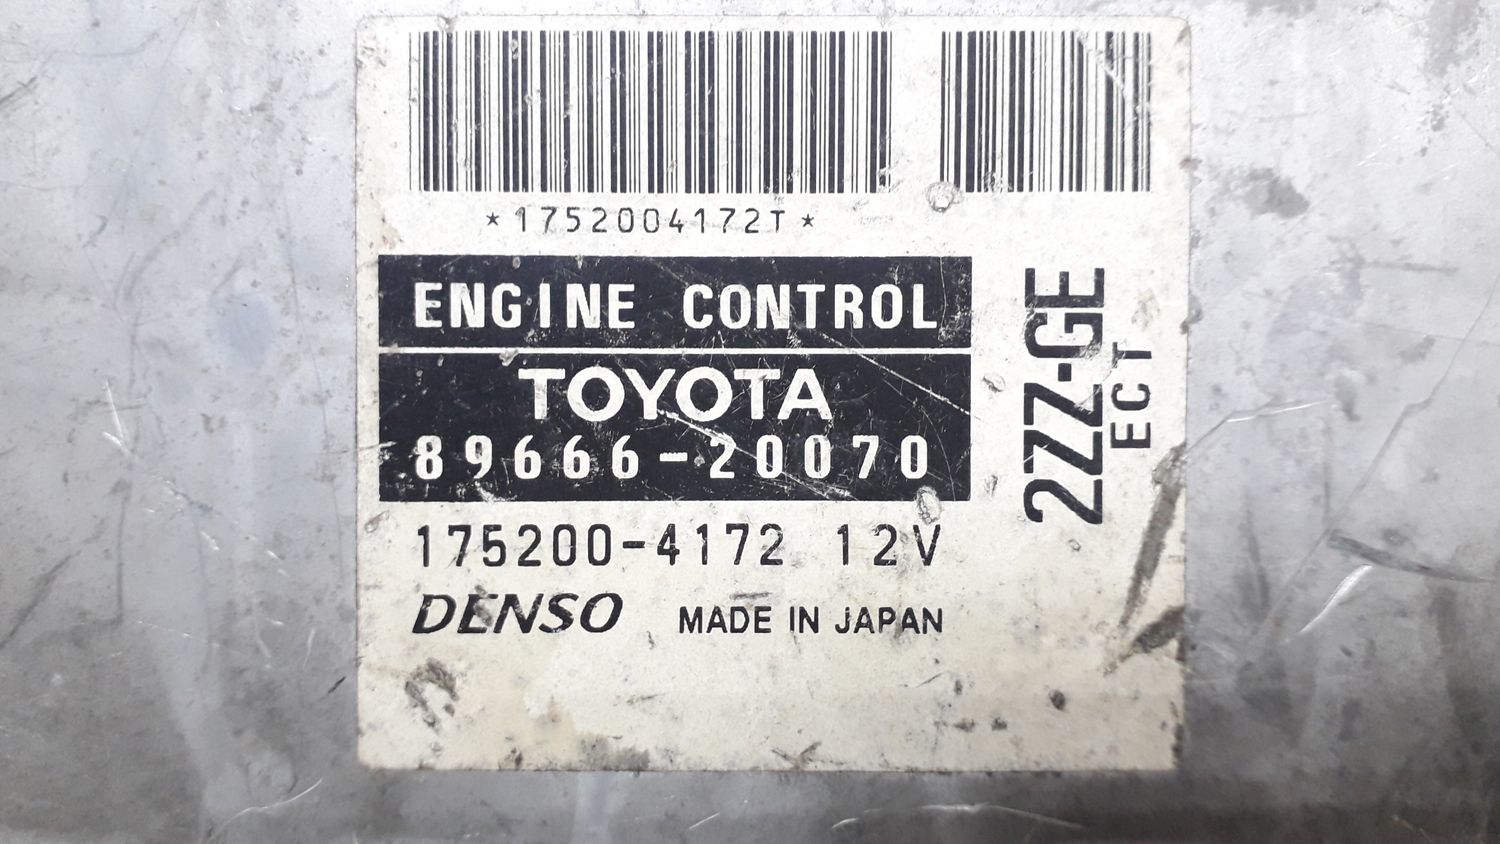 *1752004172T*
ENGINE CONTROL
TOYOTA
89666-20070
175200-4172 12V
DENSO MADE IN JAPAN
2ZZ-GE
ECT